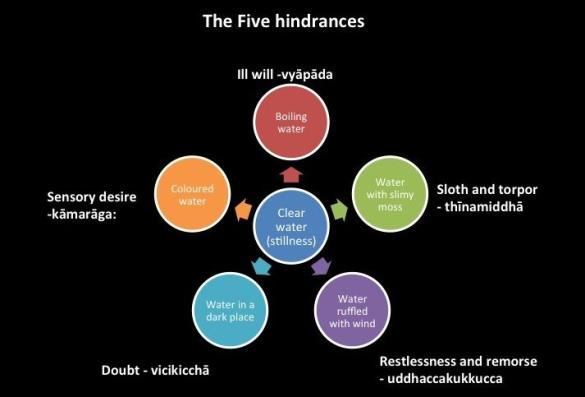 The Five hindrances
Ill will -vyāpāda
Boiling
water
Coloured
water
Water
with slimy
moss
Sensory desire
-kāmarāga:
Sloth and torpor
- thīnamiddhā
Clear
water
(stillness)
Water in a
dark place
Water
ruffled
with wind
Doubt - vicikicchā
Restlessness and remorse
- uddhaccakukkucca